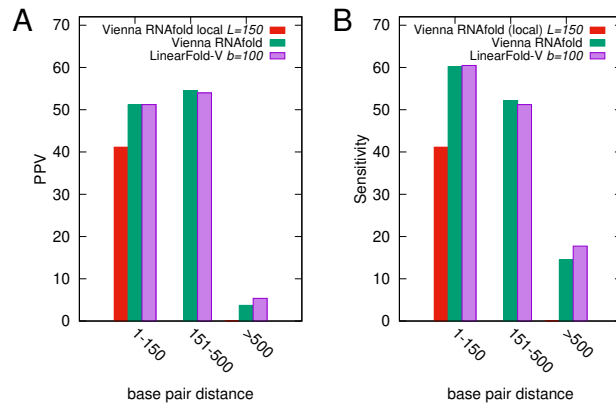 A
Vienna RNAfold local L=150
Vienna RNAfold
LinearFold-V b=100
PPV
70
60
50
40
30
20
10
0
1-150
151-500
>500
base pair distance
B
Vienna RNAfold (local) L=150
Vienna RNAfold
LinearFold-V b=100
Sensitivity
70
60
50
40
30
20
10
0
1-150
151-500
>500
base pair distance